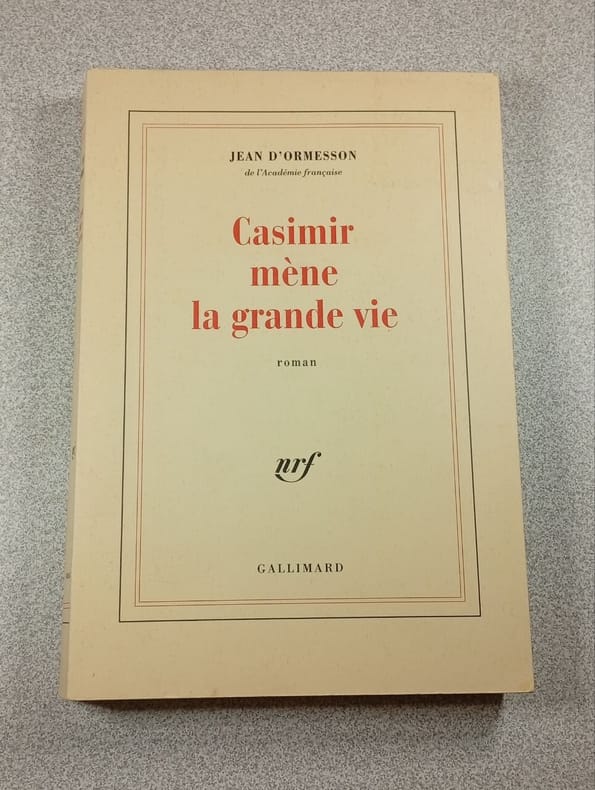 JEAN D'ORMESSON
de l'Académie française
Casimir
mène
la grande vie
roman
nrf
GALLIMARD